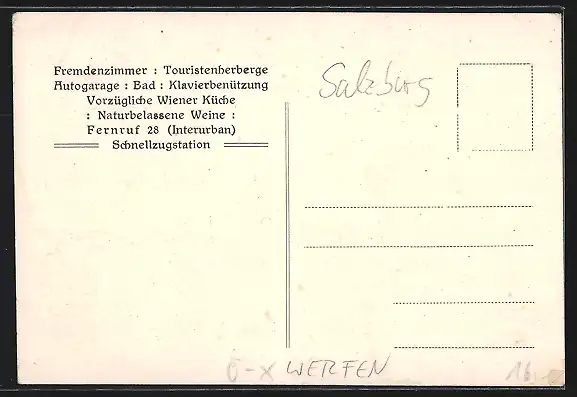 Fremdenzimmer : Touristenherberge
Autogarage : Bad : Klavierbenützung
Vorzügliche Wiener Küche
: Naturbelassene Weine :
Fernruf 28 (Interurban)
Schnellzugstation
Salzburg
Ö-X WERFEN
16,-